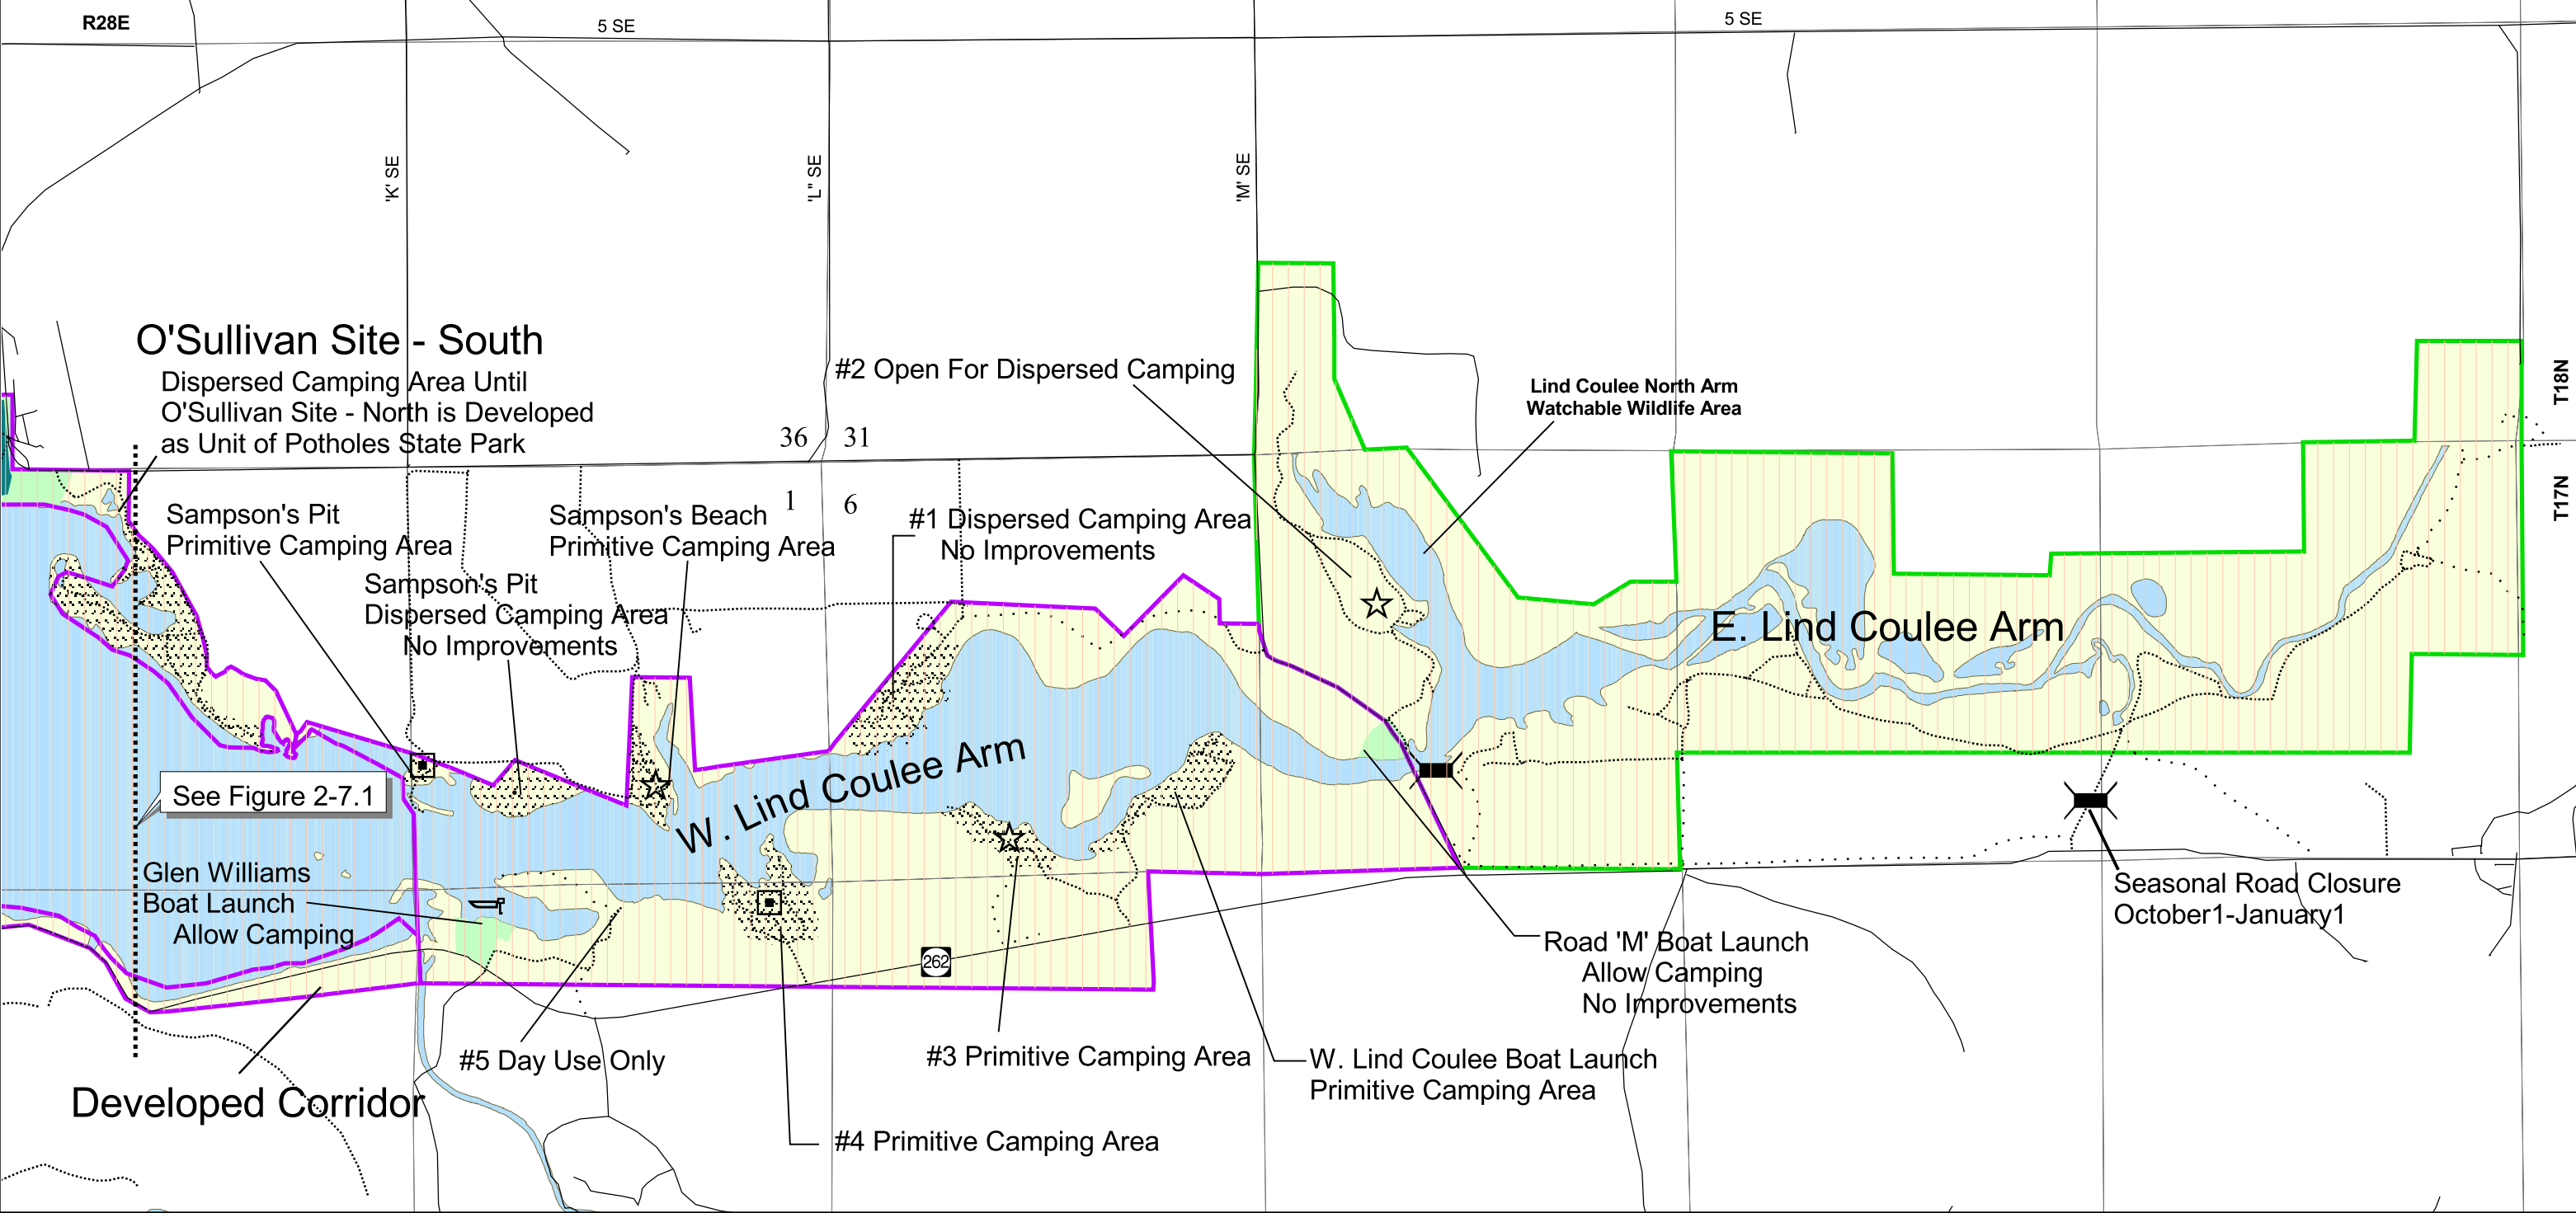 R28E
5 SE
5 SE
'K' SE
'L" SE
'M' SE
T18N
T17N
O'Sullivan Site - South
Dispersed Camping Area Until
O'Sullivan Site - North is Developed
as Unit of Potholes State Park
#2 Open For Dispersed Camping
Lind Coulee North Arm
Watchable Wildlife Area
36
31
1
6
Sampson's Pit
Primitive Camping Area
Sampson's Beach
Primitive Camping Area
#1 Dispersed Camping Area
No Improvements
Sampson's Pit
Dispersed Camping Area
No Improvements
E. Lind Coulee Arm
W. Lind Coulee Arm
See Figure 2-7.1
Glen Williams
Boat Launch
Allow Camping
262
Seasonal Road Closure
October1-January1
Road 'M' Boat Launch
Allow Camping
No Improvements
#5 Day Use Only
#3 Primitive Camping Area
W. Lind Coulee Boat Launch
Primitive Camping Area
Developed Corridor
#4 Primitive Camping Area